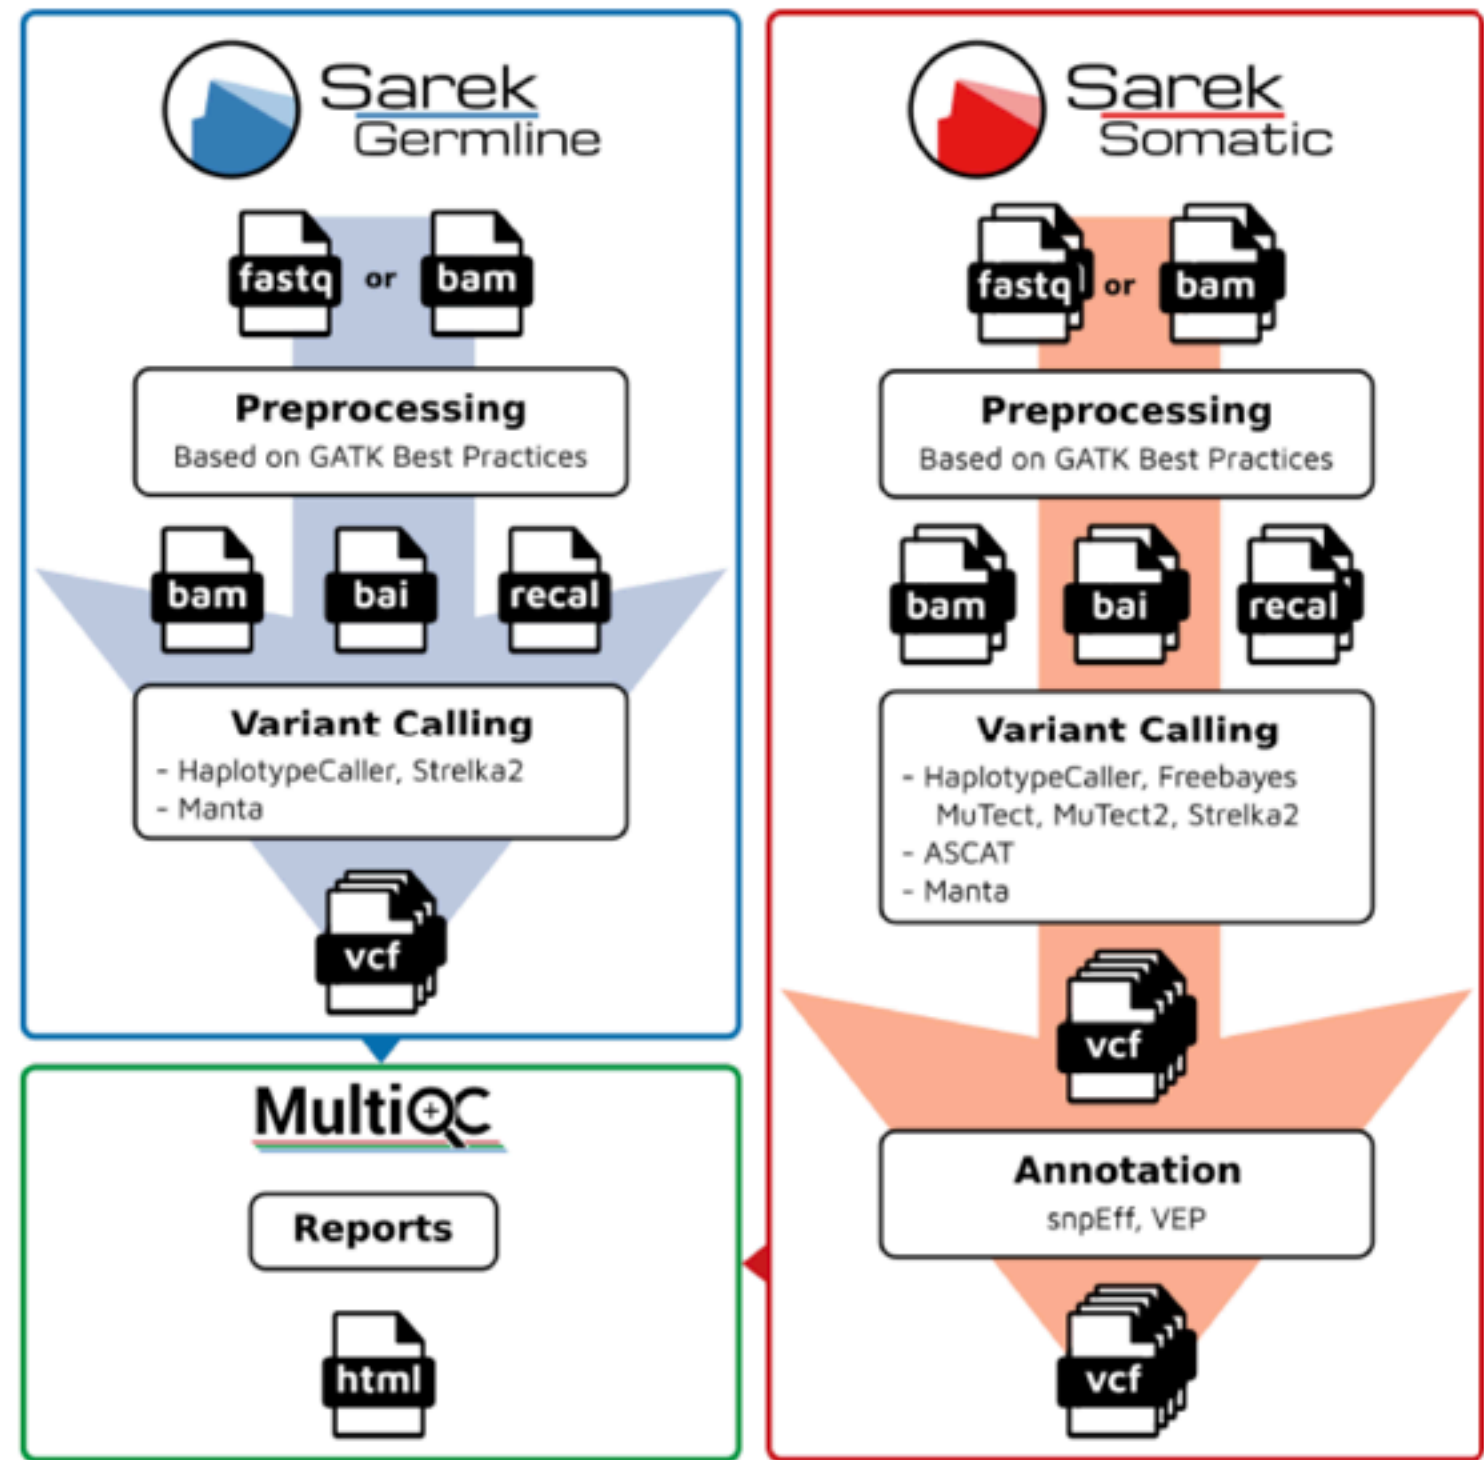 Sarek
Germline
fastq or bam
Preprocessing
Based on GATK Best Practices
bam bai recal
Variant Calling
- HaplotypeCaller, Strelka2
- Manta
vcf
MultiQC
Reports
html
Sarek
Somatic
fastq or bam
Preprocessing
Based on GATK Best Practices
bam bai recal
Variant Calling
- HaplotypeCaller, Freebayes
MuTect, MuTect2, Strelka2
- ASCAT
- Manta
vcf
Annotation
snpEff, VEP
vcf